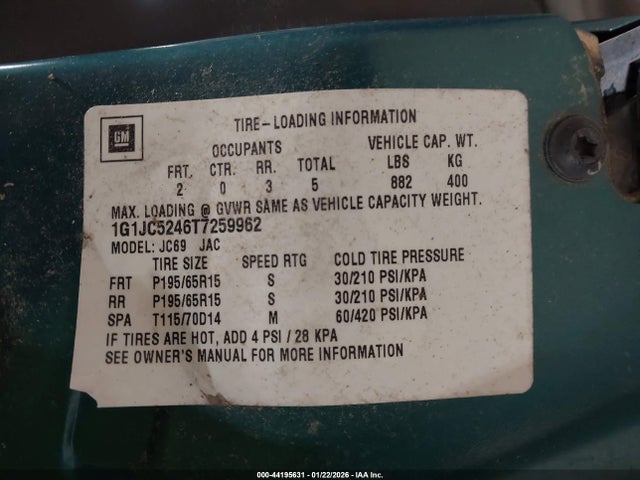 GM
TIRE-LOADING INFORMATION
OCCUPANTS VEHICLE CAP. WT.
FRT. CTR. RR. TOTAL LBS KG
2 0 3 5 882 400
MAX. LOADING @ GVWR SAME AS VEHICLE CAPACITY WEIGHT.
1G1JC5246T7259962
MODEL: JC69 JAC
TIRE SIZE SPEED RTG COLD TIRE PRESSURE
FRT P195/65R15 S 30/210 PSI/KPA
RR P195/65R15 S 30/210 PSI/KPA
SPA T115/70D14 M 60/420 PSI/KPA
IF TIRES ARE HOT, ADD 4 PSI / 28 KPA
SEE OWNER'S MANUAL FOR MORE INFORMATION
000-44195631 - 01/22/2026 - IAA Inc.